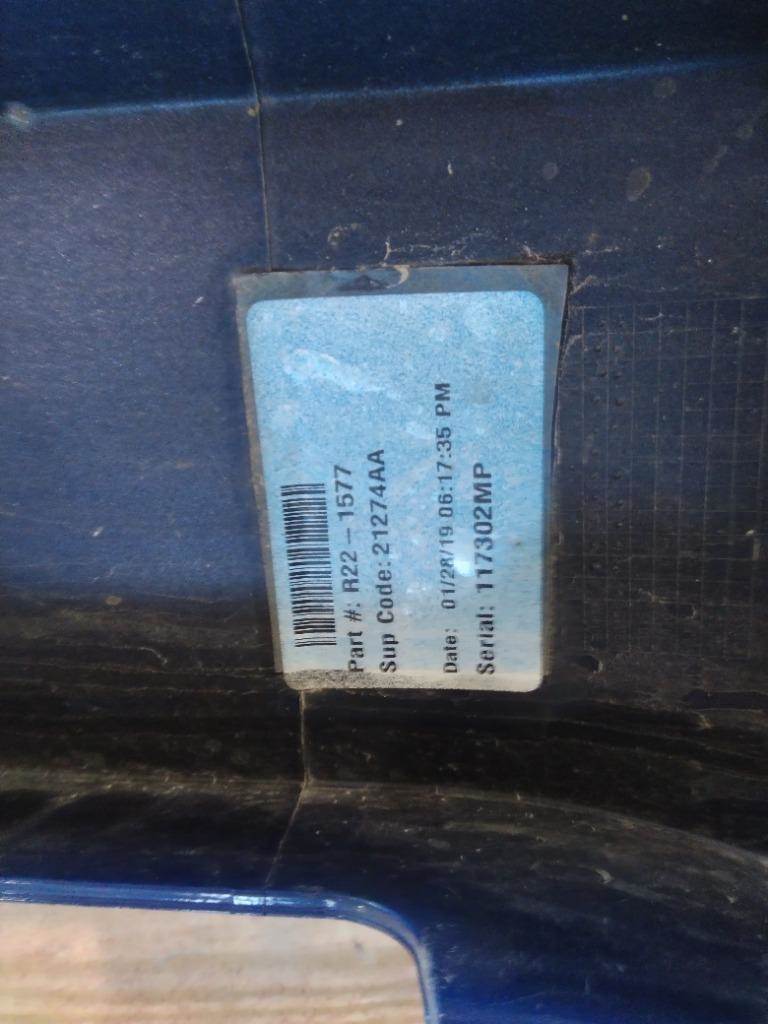 Part #: R22-1577
Sup Code: 21274AA
Date: 01/28/19 06:17:35 PM
Serial: 117302MP